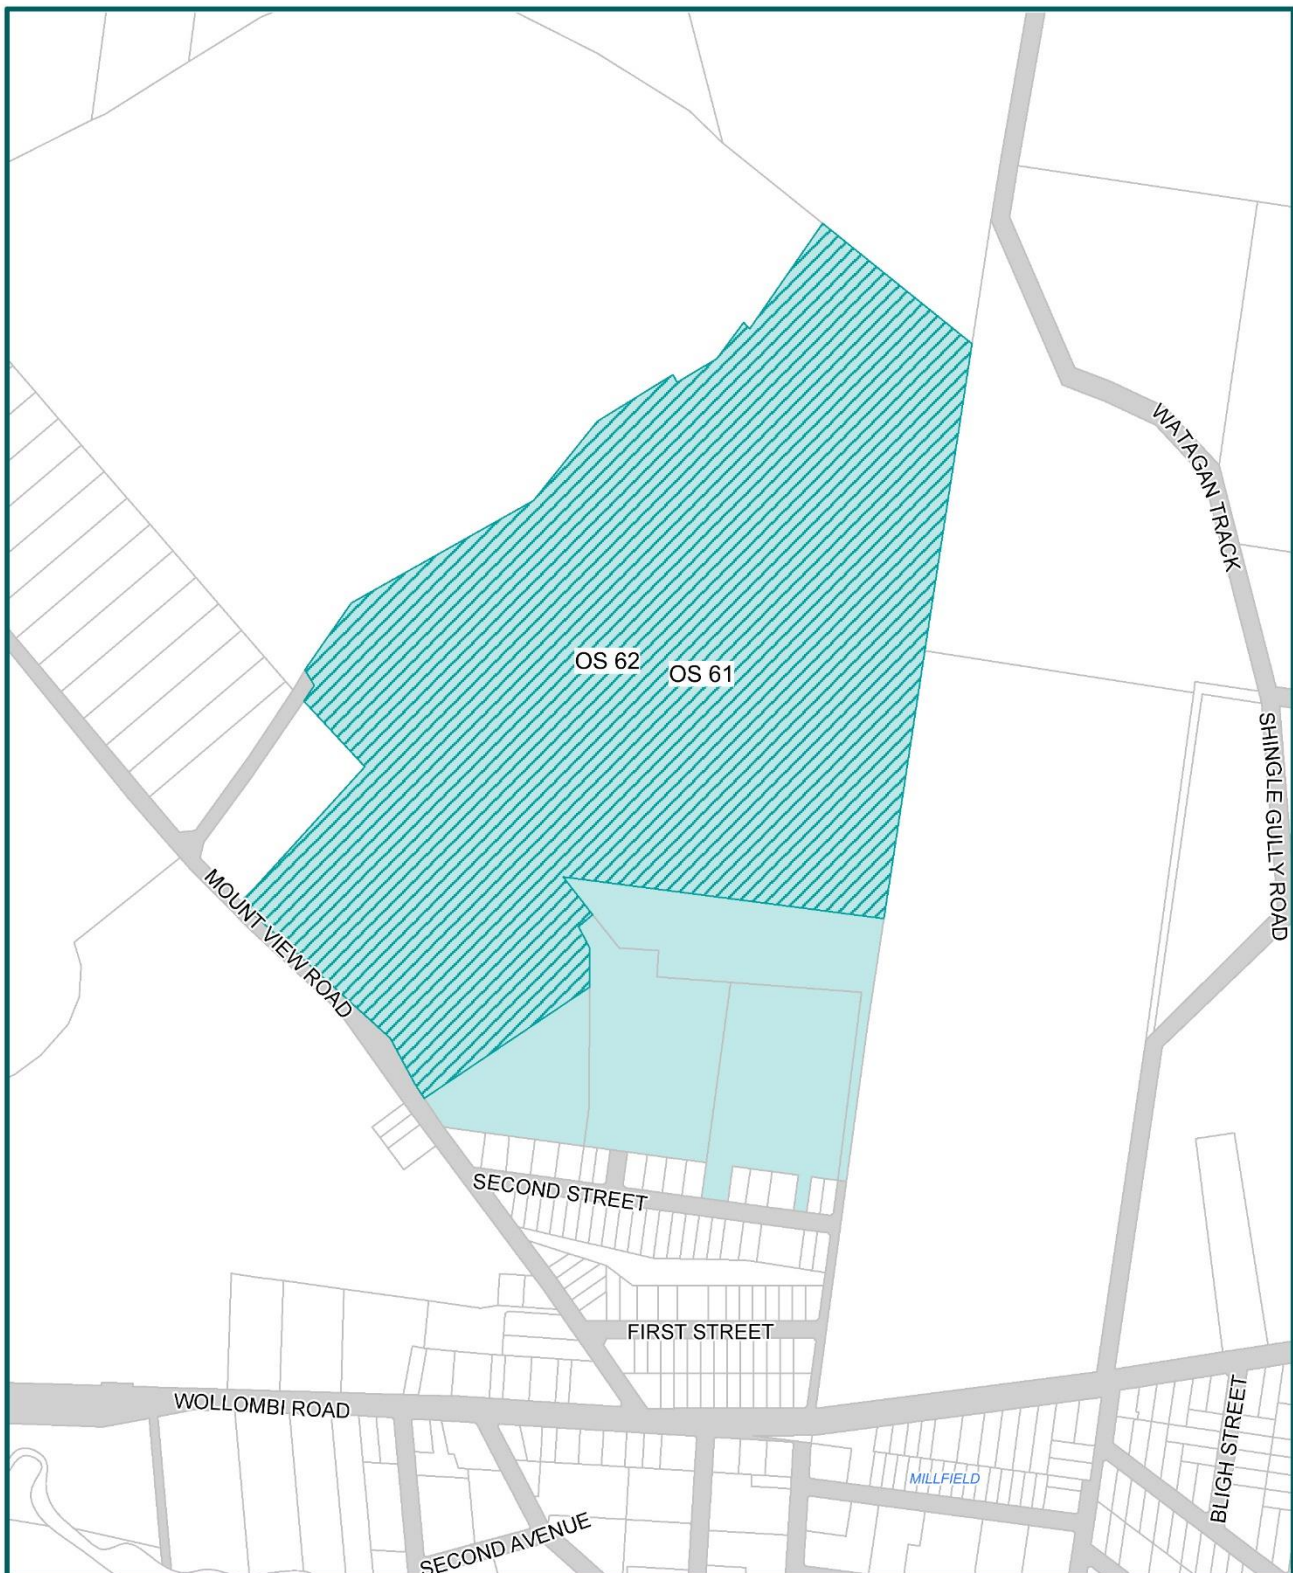 WATAGAN TRACK
OS 62
OS 61
SHINGLE GULLY ROAD
MOUNT VIEW ROAD
SECOND STREET
FIRST STREET
WOLLOMBI ROAD
BLIGH STREET
MILLFIELD
SECOND AVENUE